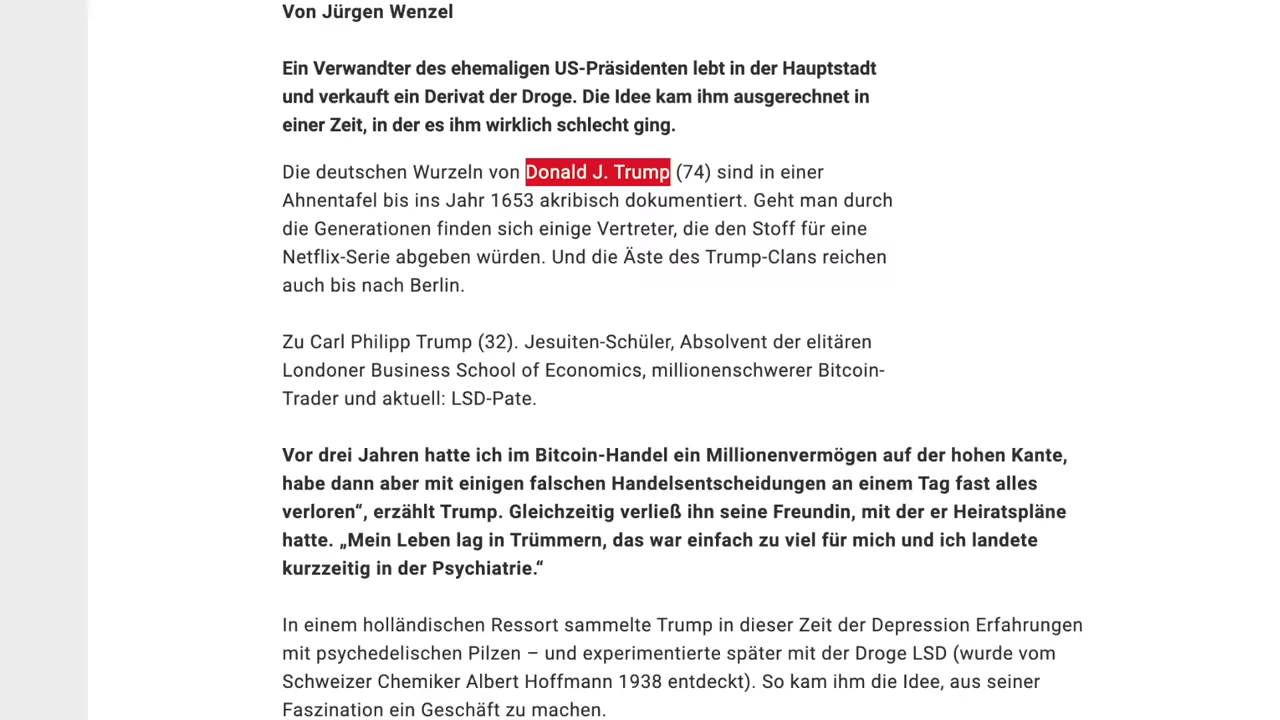 Von Jürgen Wenzel
Ein Verwandter des ehemaligen US-Präsidenten lebt in der Hauptstadt
und verkauft ein Derivat der Droge. Die Idee kam ihm ausgerechnet in
einer Zeit, in der es ihm wirklich schlecht ging.
Die deutschen Wurzeln von Donald J. Trump (74) sind in einer
Ahnentafel bis ins Jahr 1653 akribisch dokumentiert. Geht man durch
die Generationen finden sich einige Vertreter, die den Stoff für eine
Netflix-Serie abgeben würden. Und die Äste des Trump-Clans reichen
auch bis nach Berlin.
Zu Carl Philipp Trump (32). Jesuiten-Schüler, Absolvent der elitären
Londoner Business School of Economics, millionenschwerer Bitcoin-
Trader und aktuell: LSD-Pate.
Vor drei Jahren hatte ich im Bitcoin-Handel ein Millionenvermögen auf der hohen Kante,
habe dann aber mit einigen falschen Handelsentscheidungen an einem Tag fast alles
verloren“, erzählt Trump. Gleichzeitig verließ ihn seine Freundin, mit der er Heiratspläne
hatte. „Mein Leben lag in Trümmern, das war einfach zu viel für mich und ich landete
kurzzeitig in der Psychiatrie.“
In einem holländischen Ressort sammelte Trump in dieser Zeit der Depression Erfahrungen
mit psychedelischen Pilzen – und experimentierte später mit der Droge LSD (wurde vom
Schweizer Chemiker Albert Hoffmann 1938 entdeckt). So kam ihm die Idee, aus seiner
Faszination ein Geschäft zu machen.